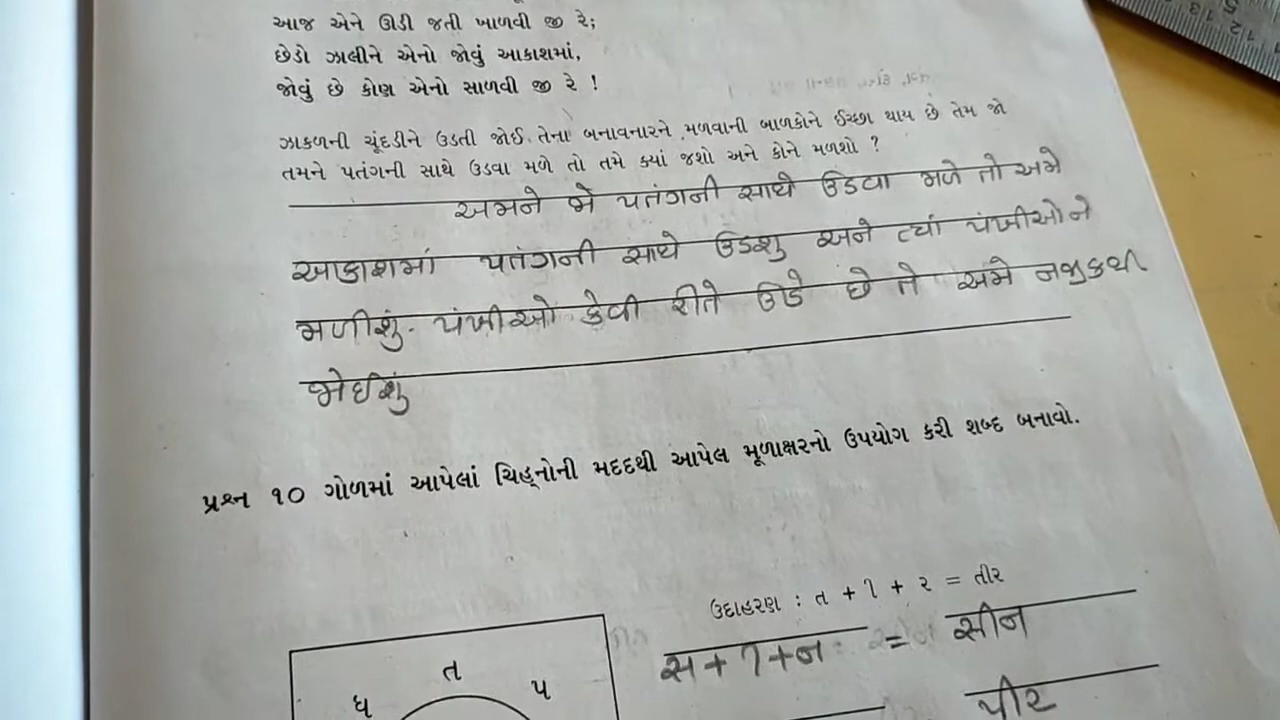 આજ એને ઊડી જતી ખાળવી જી રે;
છેડો ઝાલીને એનો જોવું આકાશમાં,
જોવું છે કોણ એનો સાળવી જી રે !
ઝાકળની ચૂંદડીને ઉડતી જોઈ તેના બનાવનારને મળવાની બાળકોને ઈચ્છા થાય છે તેમ જો
તમને પતંગની સાથે ઉડવા મળે તો તમે ક્યાં જશો અને કોને મળશો ?
અમને જે પતંગની સાથે ઉડવા મળે તો અમે
આકાશમાં પતંગની સાથે ઉડશુ અને ત્યાં પંખીઓને
મળીશું. પંખીઓ કેવી રીતે ઊડે છે તે અમે નજીકથી
જોઈશું
પ્રશ્ન ૧૦ ગોળમાં આપેલાં ચિહ્નોની મદદથી આપેલ મૂળાક્ષરનો ઉપયોગ કરી શબ્દ બનાવો.
ઉદાહરણ : ત + ી + ર = તીર
સ + ી + ન = સીન
ત
ધ પ
પીર